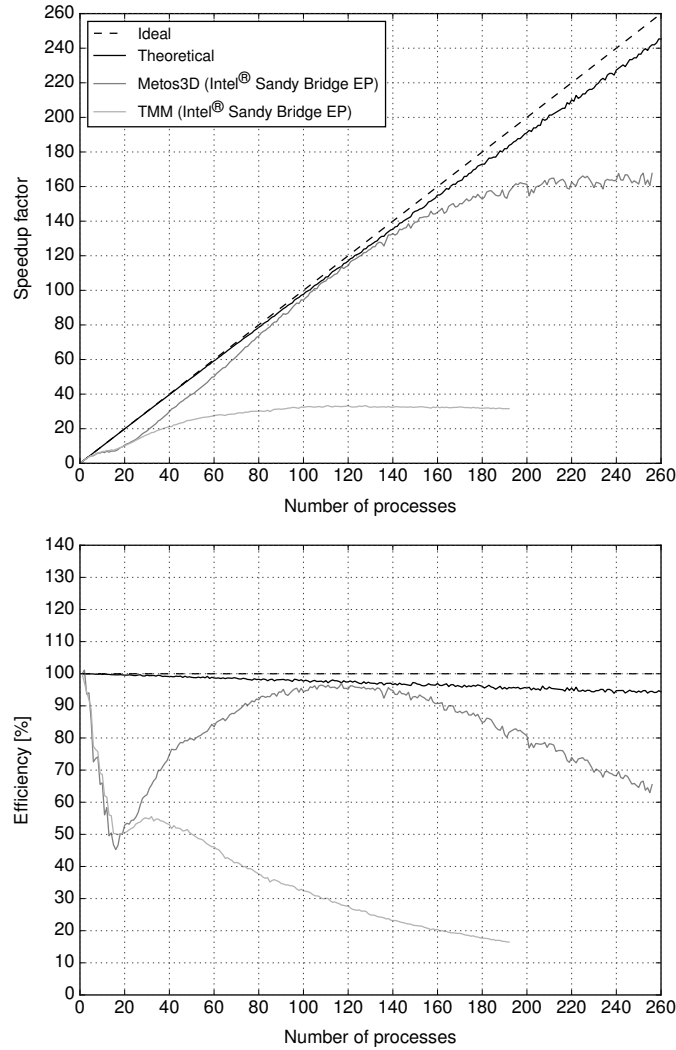 260
240
220
200
180
160
140
120
100
80
60
40
20
0
Speedup factor
Ideal
Theoretical
Metos3D (Intel® Sandy Bridge EP)
TMM (Intel® Sandy Bridge EP)
0 20 40 60 80 100 120 140 160 180 200 220 240 260
Number of processes
140
130
120
110
100
90
80
70
60
50
40
30
20
10
0
Efficiency [%]
0 20 40 60 80 100 120 140 160 180 200 220 240 260
Number of processes